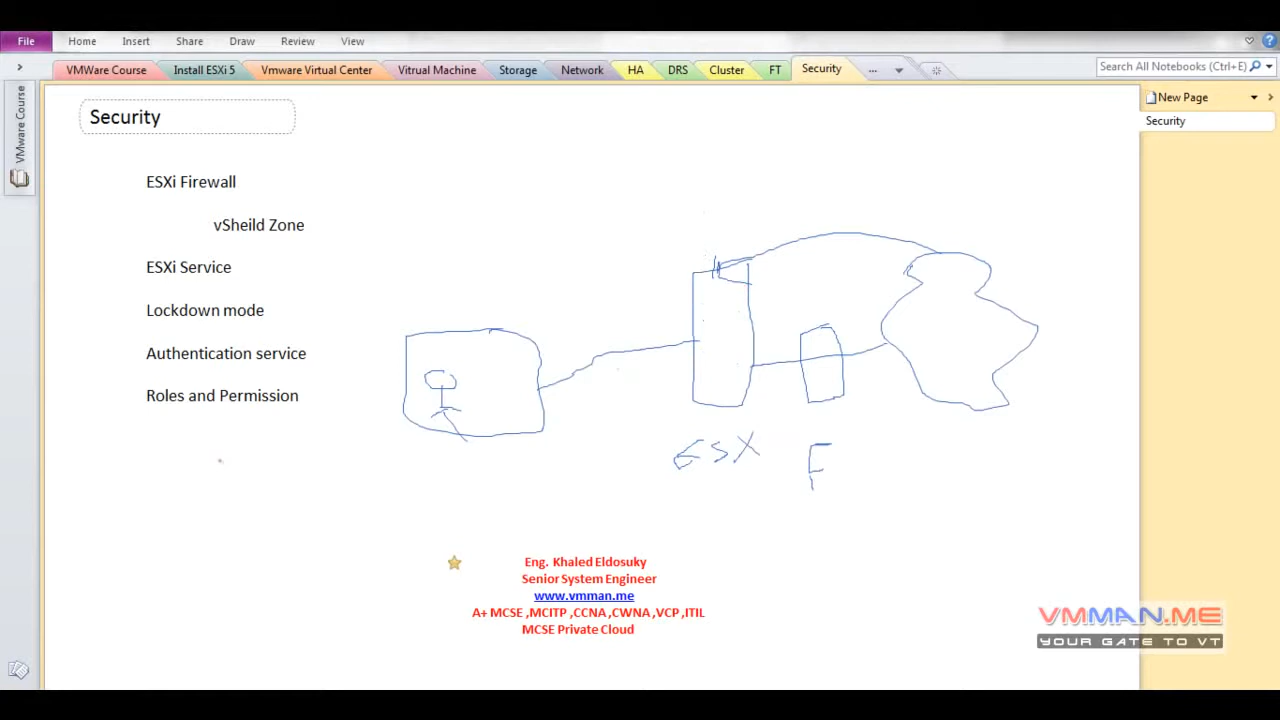 File Home Insert Share Draw Review View
VMWare Course Install ESXi 5 Vmware Virtual Center Vitrual Machine Storage Network HA DRS Cluster FT Security ... Search All Notebooks (Ctrl+E)
VMware Course
New Page
Security
Security
ESXi Firewall
vSheild Zone
ESXi Service
Lockdown mode
Authentication service
Roles and Permission
ESX F
Eng. Khaled Eldosuky
Senior System Engineer
www.vmman.me
A+ MCSE ,MCITP ,CCNA,CWNA,VCP,ITIL
MCSE Private Cloud
VMMAN.ME
YOUR GATE TO VT